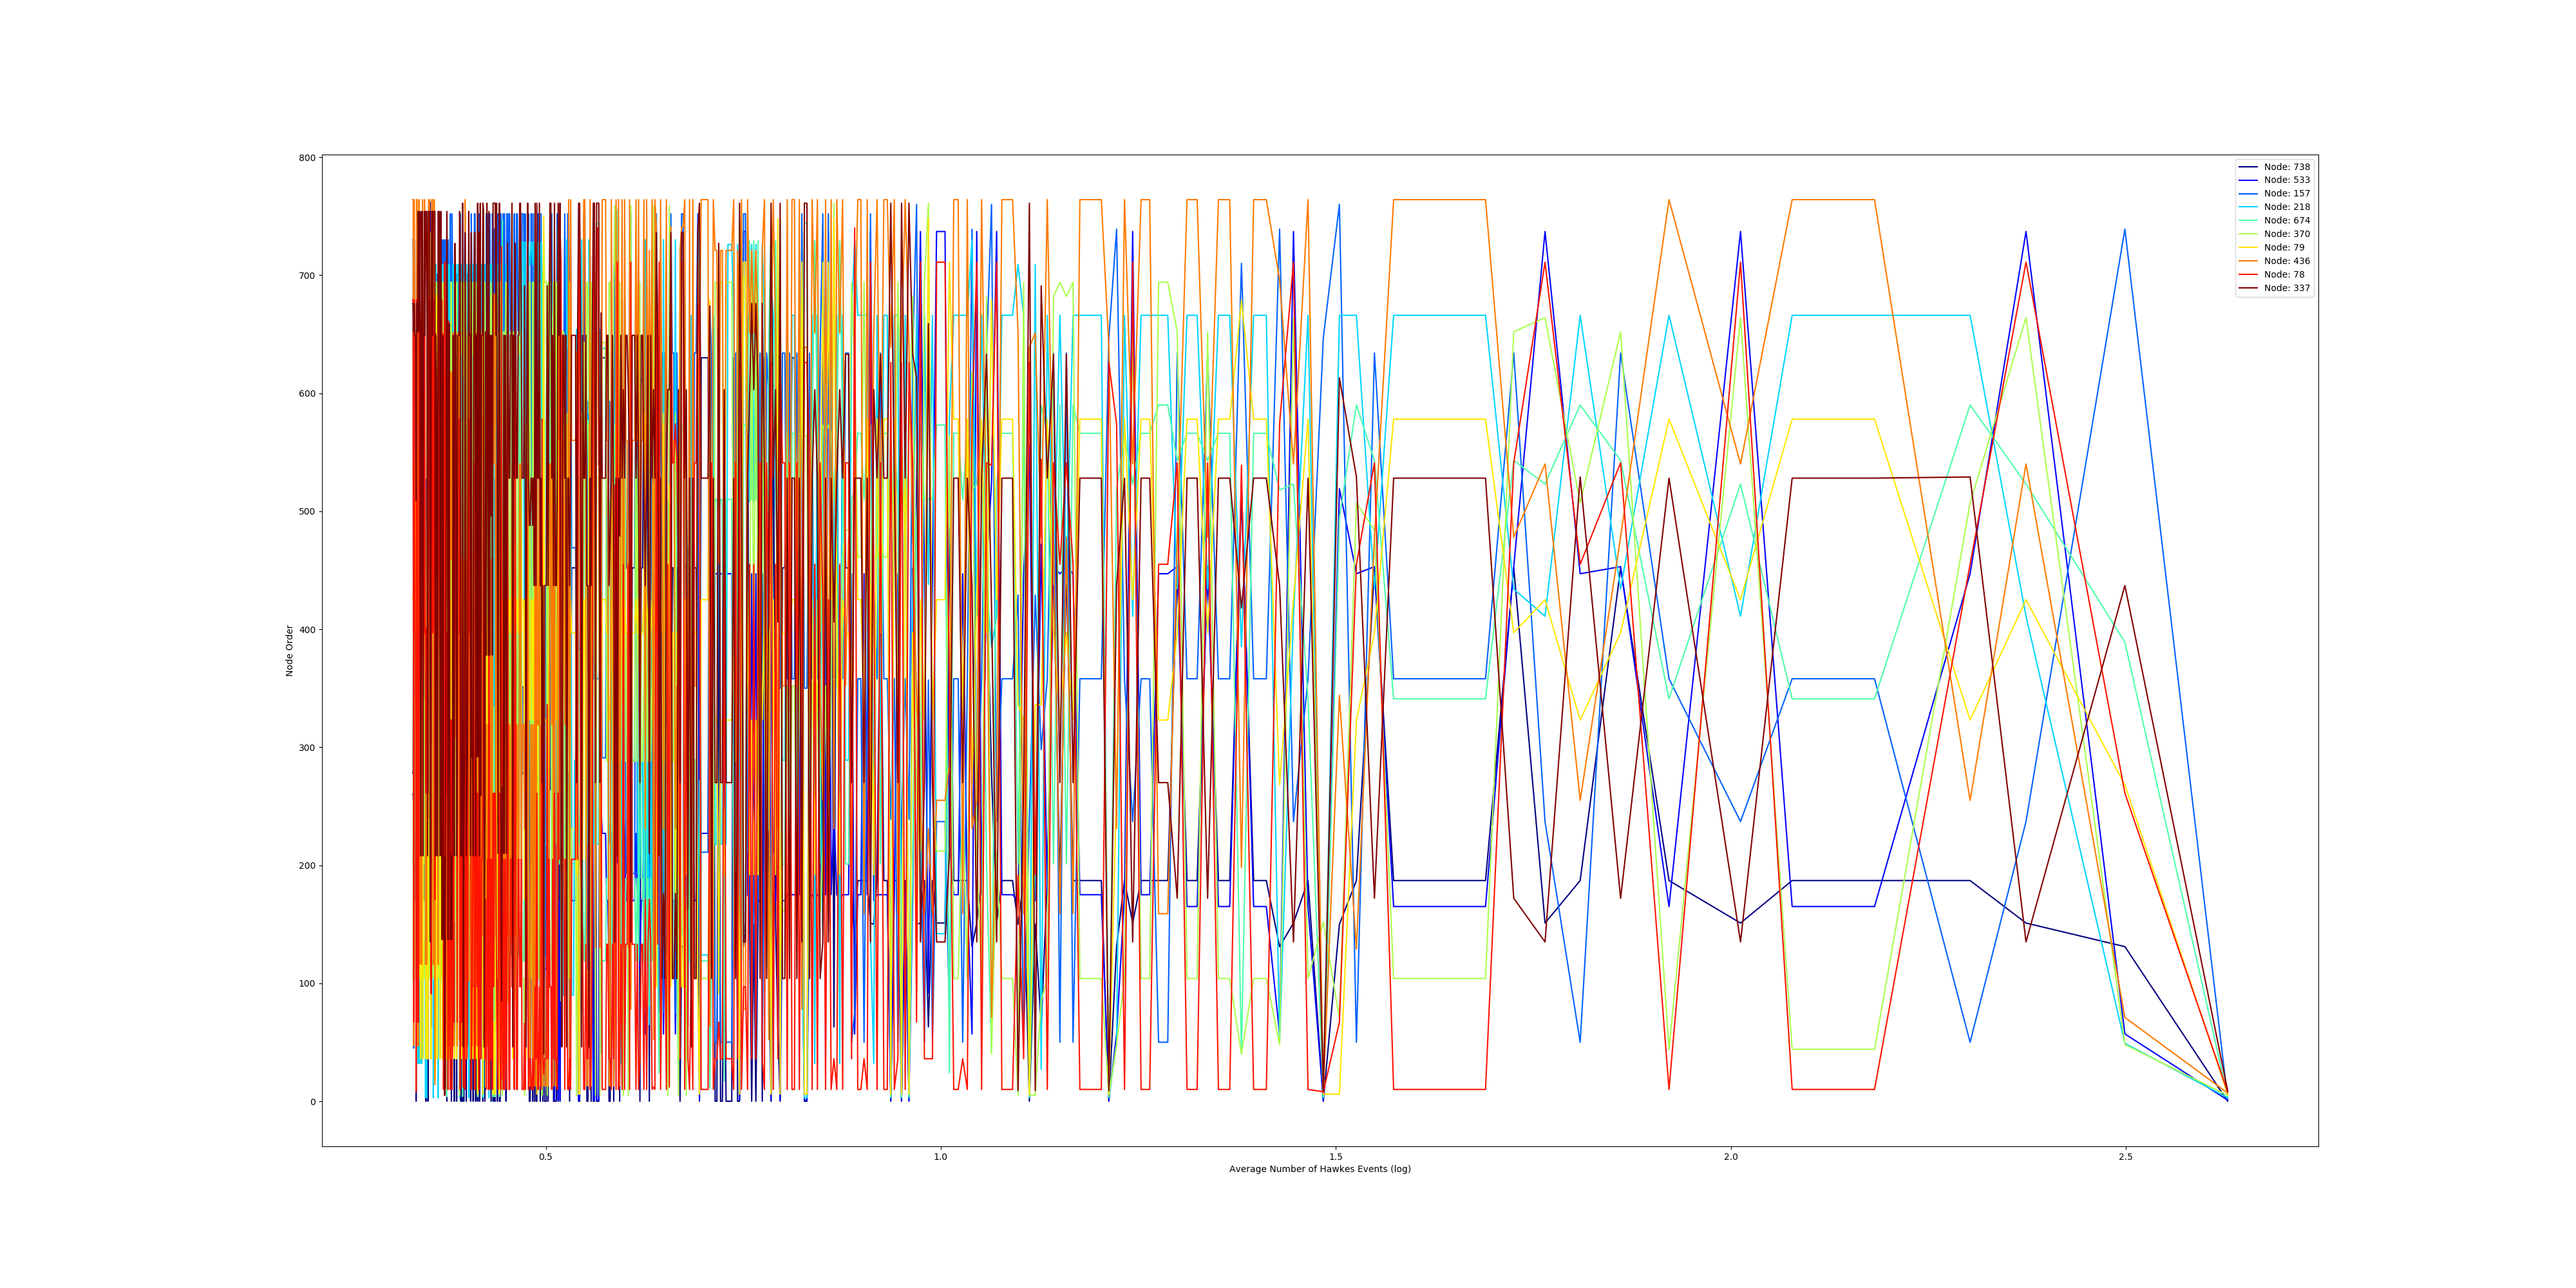 800
700
600
500
400
300
200
100
0
Node Order
0.5
1.0
1.5
2.0
2.5
Average Number of Hawkes Events (log)
Node: 738
Node: 533
Node: 157
Node: 218
Node: 674
Node: 370
Node: 79
Node: 436
Node: 78
Node: 337